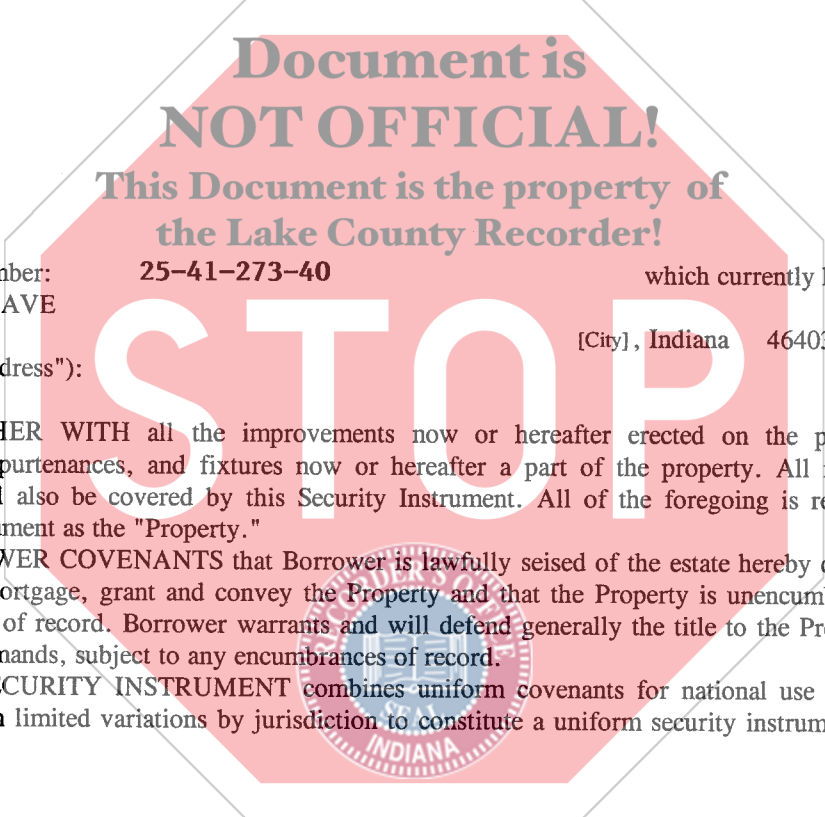 Document is
NOT OFFICIAL!
This Document is the property of
the Lake County Recorder!
nber: 25-41-273-40 which currently
AVE
[City], Indiana 46403
dress"):
STOP
HER WITH all the improvements now or hereafter erected on the p
purtenances, and fixtures now or hereafter a part of the property. All
also be covered by this Security Instrument. All of the foregoing is re
ment as the "Property."
WER COVENANTS that Borrower is lawfully seised of the estate hereby
ortgage, grant and convey the Property and that the Property is unencum
of record. Borrower warrants and will defend generally the title to the Pr
mands, subject to any encumbrances of record.
CURITY INSTRUMENT combines uniform covenants for national use
limited variations by jurisdiction to constitute a uniform security instrum
RECORDER'S OFFICE
SEAL
INDIANA